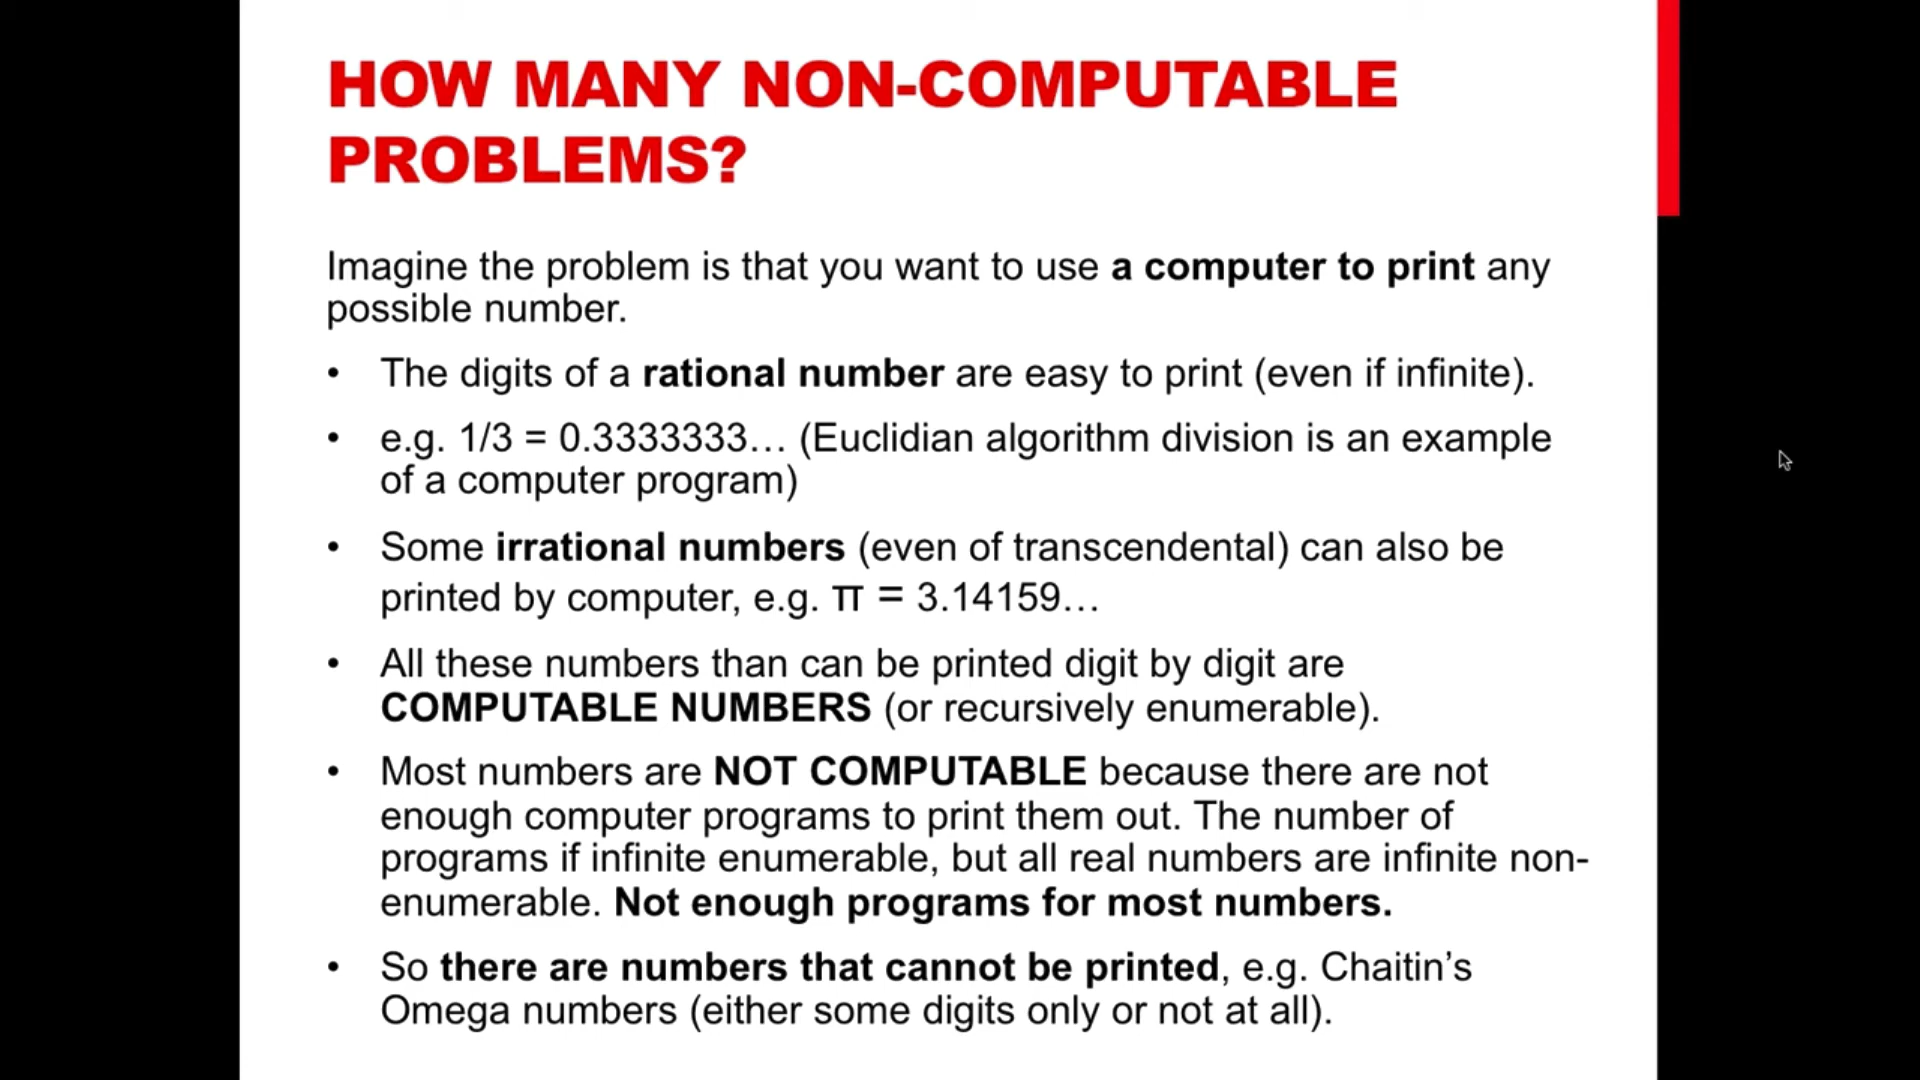 HOW MANY NON-COMPUTABLE
PROBLEMS?
Imagine the problem is that you want to use a computer to print any
possible number.
• The digits of a rational number are easy to print (even if infinite).
• e.g. 1/3 = 0.3333333… (Euclidian algorithm division is an example
of a computer program)
• Some irrational numbers (even of transcendental) can also be
printed by computer, e.g. π = 3.14159…
• All these numbers than can be printed digit by digit are
COMPUTABLE NUMBERS (or recursively enumerable).
• Most numbers are NOT COMPUTABLE because there are not
enough computer programs to print them out. The number of
programs if infinite enumerable, but all real numbers are infinite non-
enumerable. Not enough programs for most numbers.
• So there are numbers that cannot be printed, e.g. Chaitin’s
Omega numbers (either some digits only or not at all).